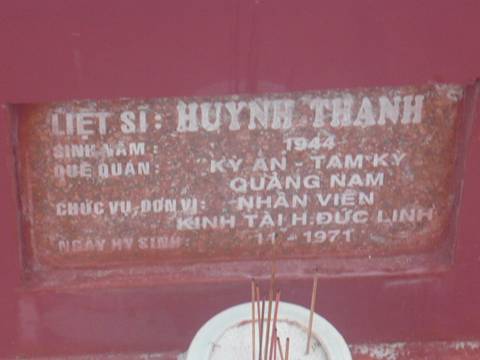 LIỆT SĨ: HUỲNH THANH
SINH NĂM: 1944
QUÊ QUÁN: KỲ AN - TAM KỲ
QUẢNG NAM
CHỨC VỤ, ĐƠN VỊ: NHÂN VIÊN
KINH TÀI H. ĐỨC LINH
NGÀY HY SINH: 11 - 1971